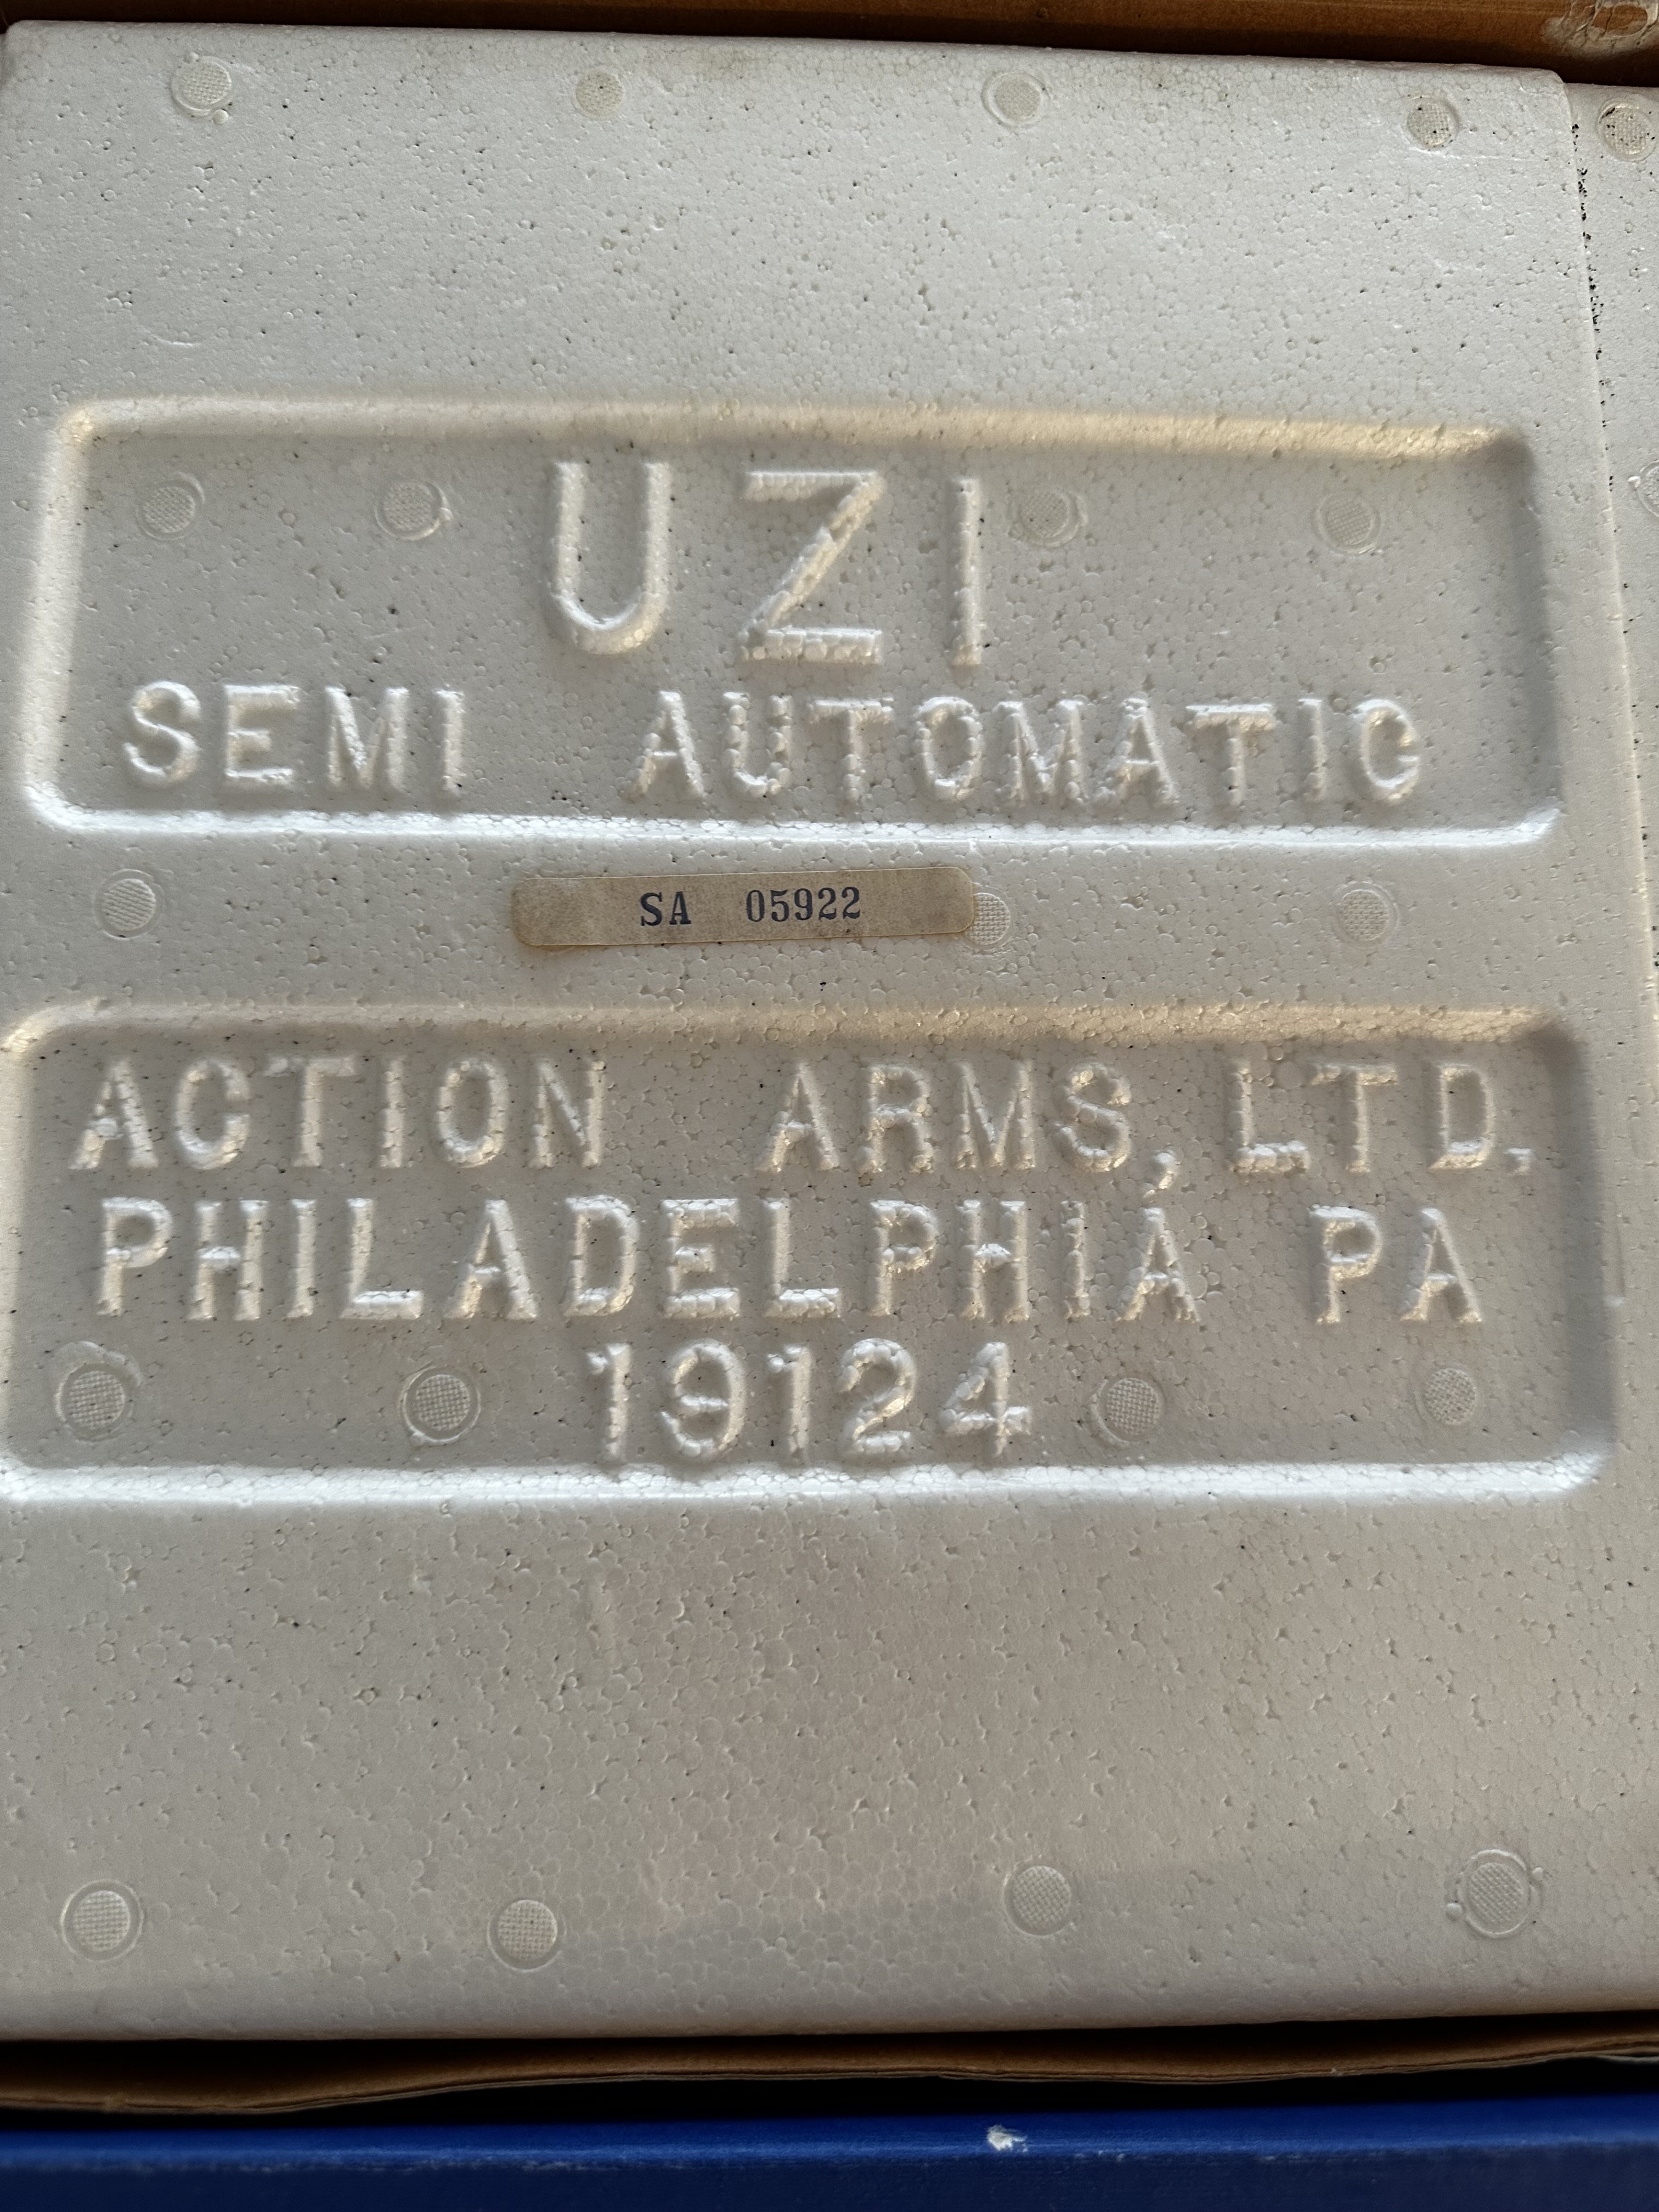 UZI
SEMI AUTOMATIC
SA 05922
ACTION ARMS, LTD.
PHILADELPHIA, PA
19124